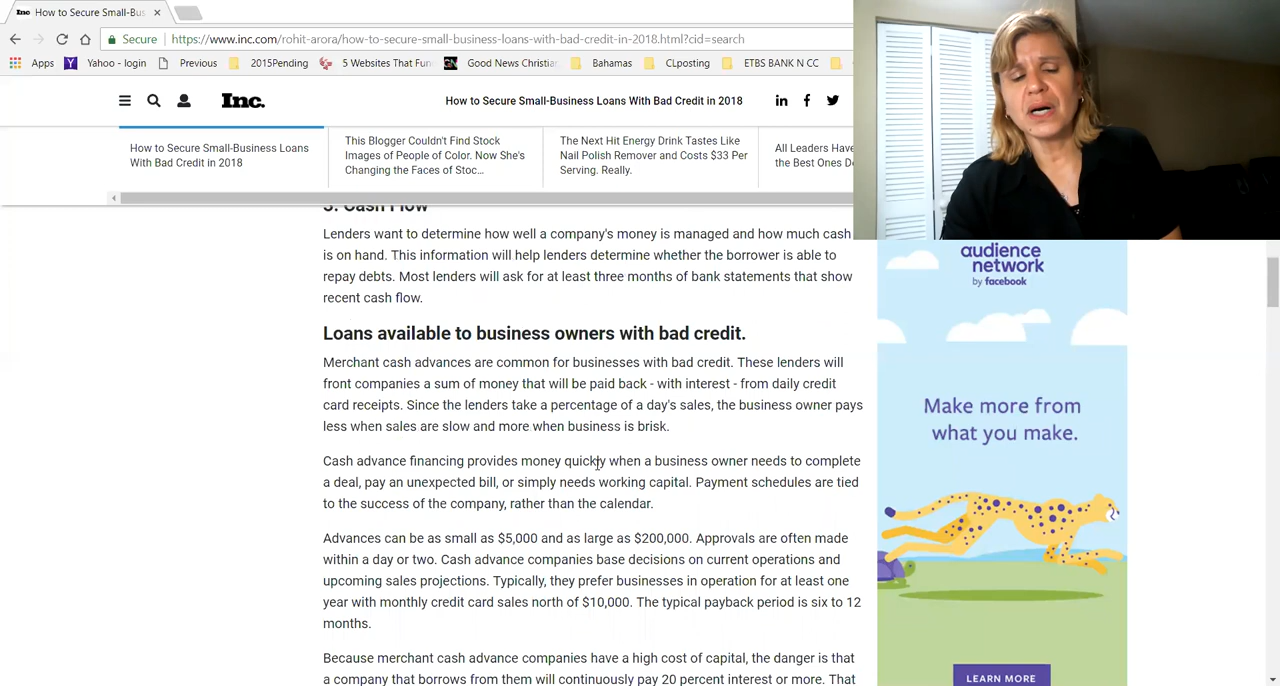 Inc How to Secure Small-Bus
Secure https://www.inc.com/rohi
a/how-to-secure-small-business-loans-with-bad-credit-in-2018.html?cid=search
Apps Yahoo - login
Posting 5 Websites That
Good News Christi
Baham
CLposting ETBS BANK N CC
Inc. How to Secure Small-Business Loans With Bad Credit in 2018
How to Secure Small-Business Loans
With Bad Credit in 2018
This Blogger Couldn't Find Stock
Images of People of Color. Now She's
Changing the Faces of Stoc...
The Next Hit Energy Drink Tastes Like
Nail Polish Remover and Costs $33 Per
Serving. Really.
All Leaders Have
the Best Ones D
3. Cash Flow
Lenders want to determine how well a company's money is managed and how much cash
is on hand. This information will help lenders determine whether the borrower is able to
repay debts. Most lenders will ask for at least three months of bank statements that show
recent cash flow.
Loans available to business owners with bad credit.
Merchant cash advances are common for businesses with bad credit. These lenders will
front companies a sum of money that will be paid back - with interest - from daily credit
card receipts. Since the lenders take a percentage of a day's sales, the business owner pays
less when sales are slow and more when business is brisk.
Cash advance financing provides money quickly when a business owner needs to complete
a deal, pay an unexpected bill, or simply needs working capital. Payment schedules are tied
to the success of the company, rather than the calendar.
Advances can be as small as $5,000 and as large as $200,000. Approvals are often made
within a day or two. Cash advance companies base decisions on current operations and
upcoming sales projections. Typically, they prefer businesses in operation for at least one
year with monthly credit card sales north of $10,000. The typical payback period is six to 12
months.
Because merchant cash advance companies have a high cost of capital, the danger is that
a company that borrows from them will continuously pay 20 percent interest or more. That
audience
network
by facebook
Make more from
what you make.
LEARN MORE